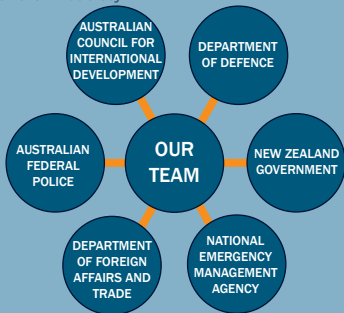 AUSTRALIAN
COUNCIL FOR
INTERNATIONAL
DEVELOPMENT
DEPARTMENT
OF DEFENCE
AUSTRALIAN
FEDERAL
POLICE
OUR
TEAM
NEW ZEALAND
GOVERNMENT
DEPARTMENT
OF FOREIGN
AFFAIRS AND
TRADE
NATIONAL
EMERGENCY
MANAGEMENT
AGENCY